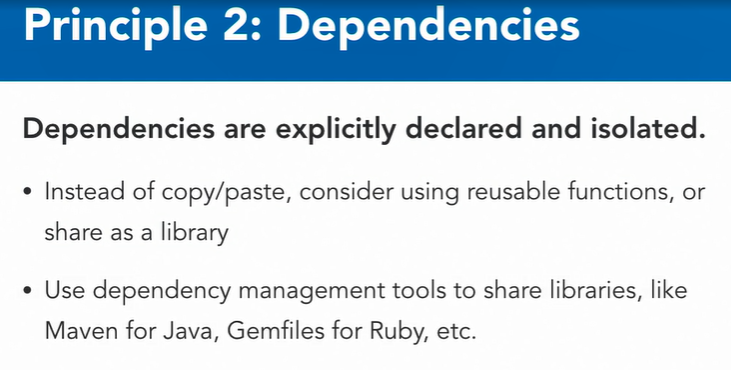 Principle 2: Dependencies
Dependencies are explicitly declared and isolated.
• Instead of copy/paste, consider using reusable functions, or
share as a library
• Use dependency management tools to share libraries, like
Maven for Java, Gemfiles for Ruby, etc.